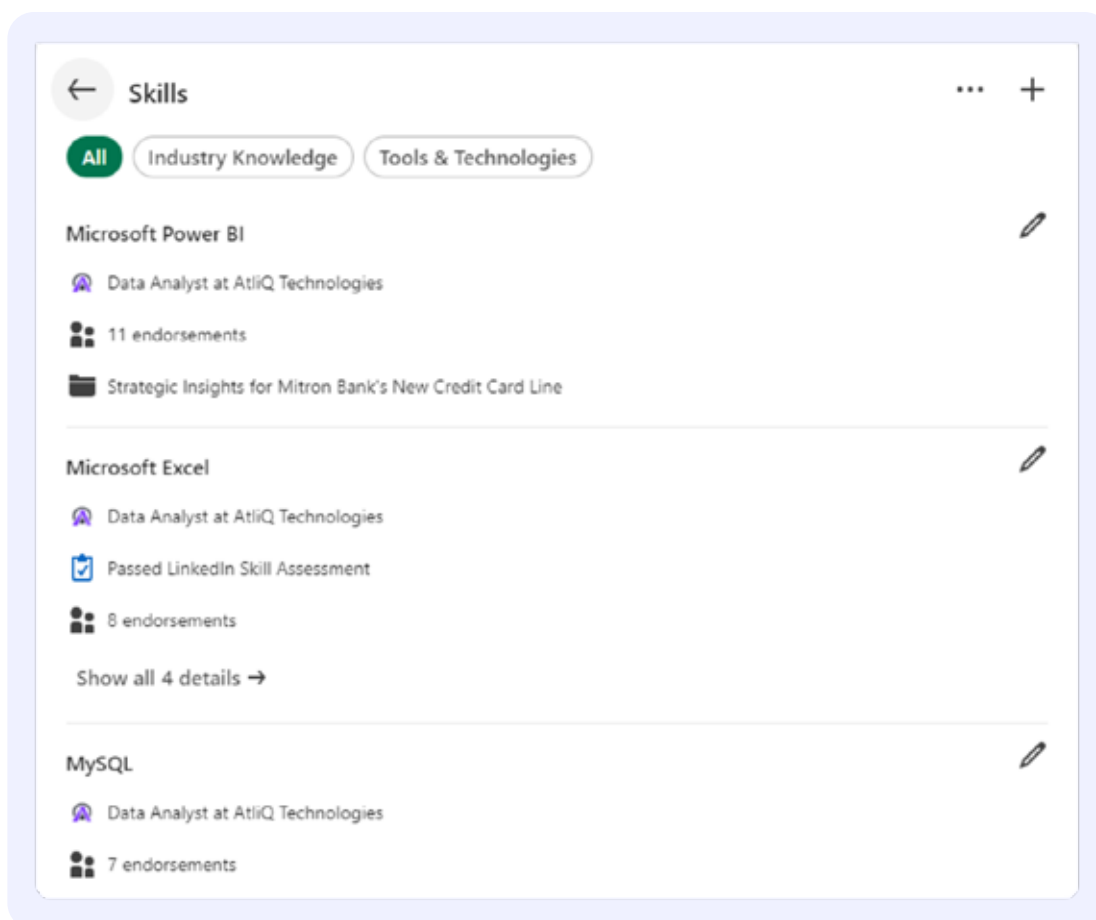 Skills
All
Industry Knowledge
Tools & Technologies
Microsoft Power BI
Data Analyst at AtliQ Technologies
11 endorsements
Strategic Insights for Mitron Bank's New Credit Card Line
Microsoft Excel
Data Analyst at AtliQ Technologies
Passed LinkedIn Skill Assessment
8 endorsements
Show all 4 details →
MySQL
Data Analyst at AtliQ Technologies
7 endorsements